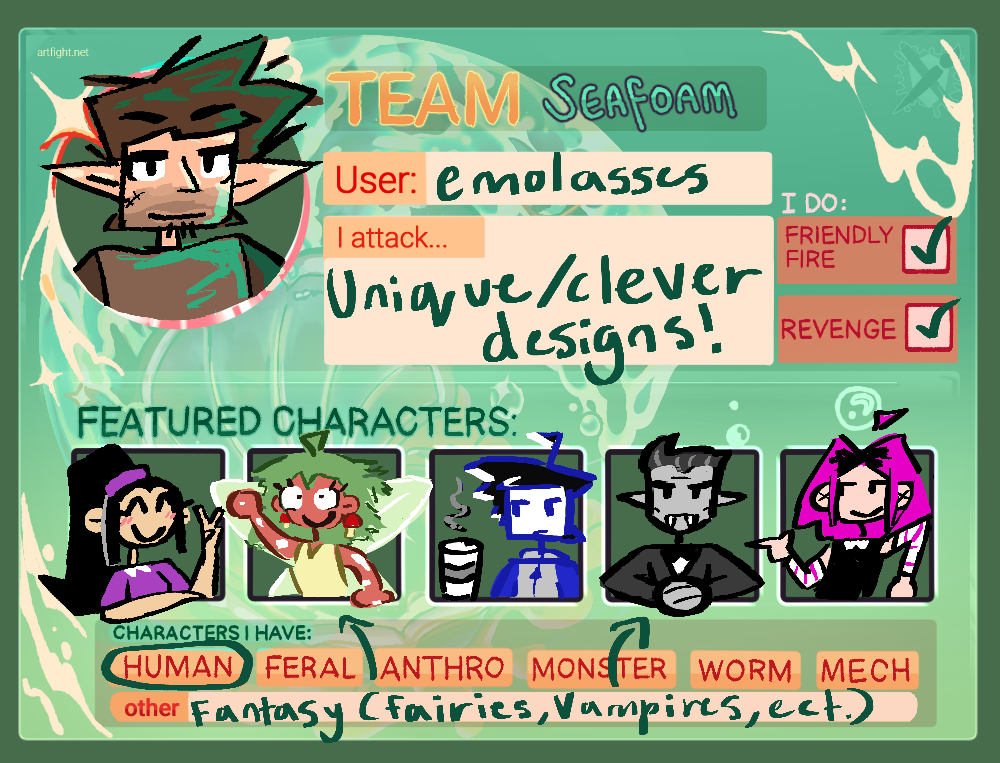 artfight.net
TEAM SEAFOAM
User: emolasses
I DO:
I attack...
FRIENDLY
FIRE
Unique/clever
designs!
REVENGE
FEATURED CHARACTERS:
CHARACTERS I HAVE:
HUMAN FERAL ANTHRO MONSTER WORM MECH
other Fantasy (fairies, Vampires, ect.)